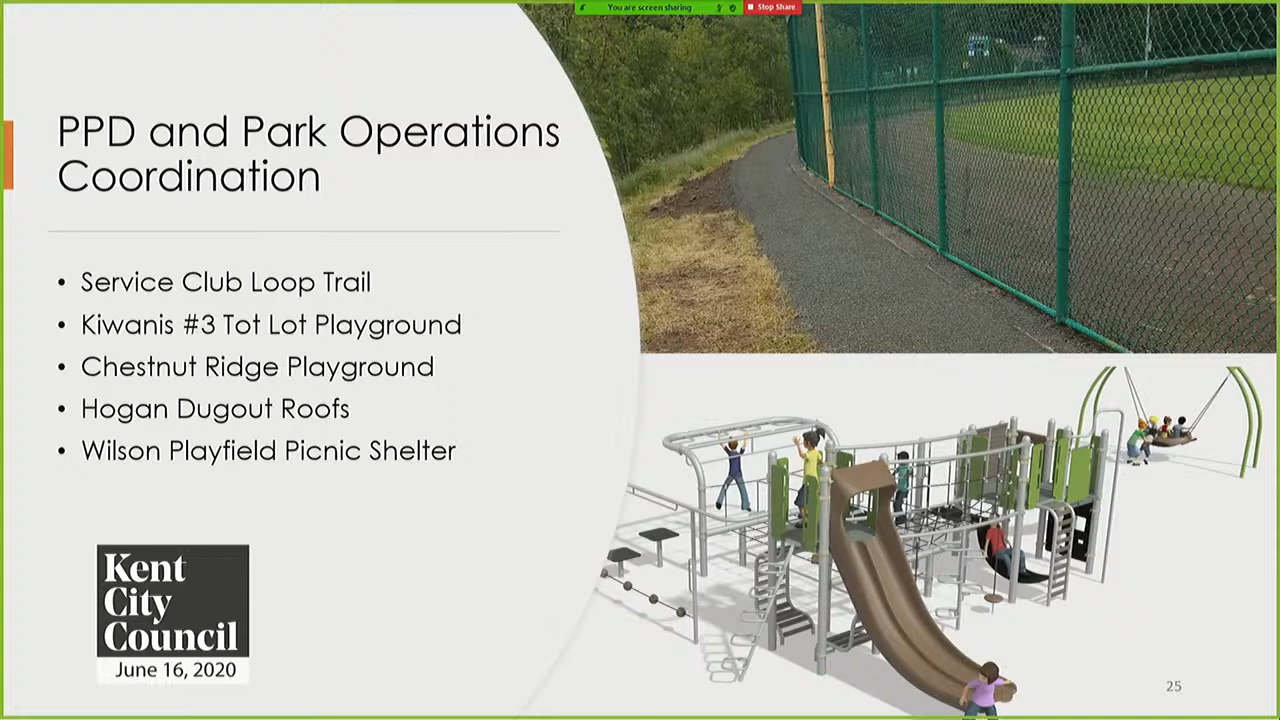 You are screen sharing
Stop Share
PPD and Park Operations
Coordination
• Service Club Loop Trail
• Kiwanis #3 Tot Lot Playground
• Chestnut Ridge Playground
• Hogan Dugout Roofs
• Wilson Playfield Picnic Shelter
Kent
City
Council
June 16, 2020
25